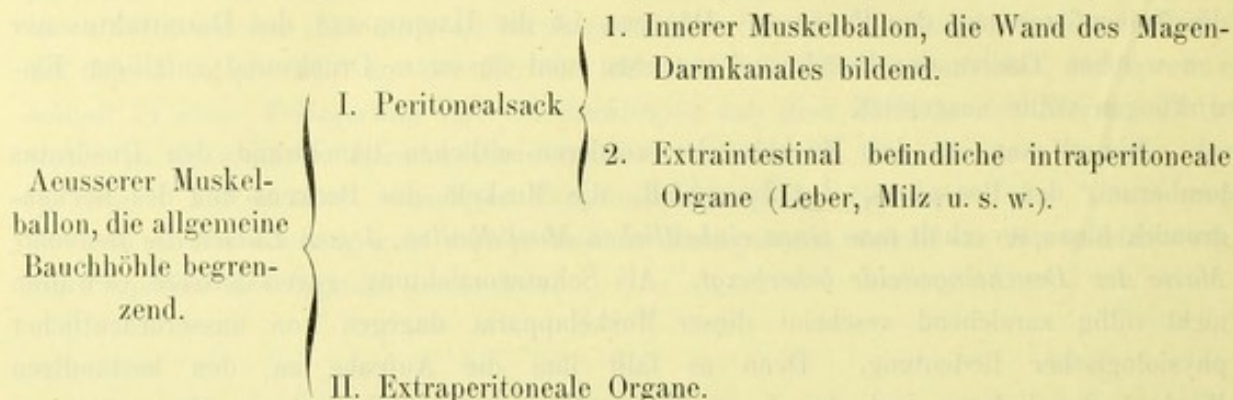 Aeusserer Muskel-
ballon, die allgemeine
Bauchhöhle begren-
zend.
I. Peritonealsack
1. Innerer Muskelballon, die Wand des Magen-
Darmkanales bildend.
2. Extraintestinal befindliche intraperitoneale
Organe (Leber, Milz u. s. w.).
II. Extraperitoneale Organe.